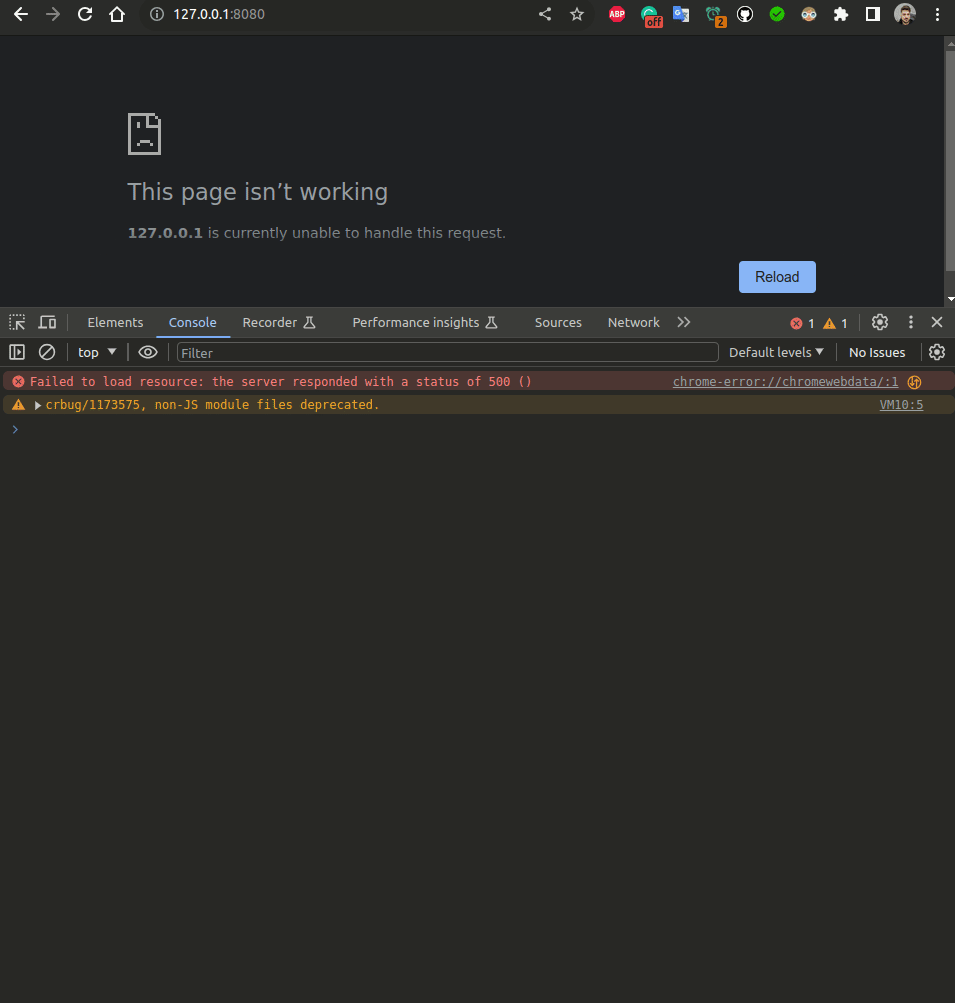 127.0.0.1:8080
ABP
off
G
2
This page isn’t working
127.0.0.1 is currently unable to handle this request.
Reload
Elements Console Recorder Performance insights Sources Network 1 1
top Filter Default levels No Issues
Failed to load resource: the server responded with a status of 500 () chrome-error://chromewebdata/:1
crbug/1173575, non-JS module files deprecated. VM10:5